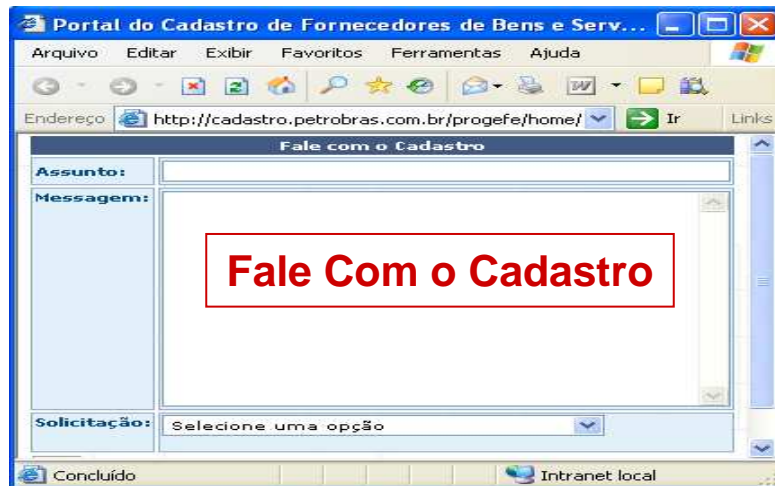 Portal do Cadastro de Fornecedores de Bens e Serv...
Arquivo Editar Exibir Favoritos Ferramentas Ajuda
Endereço http://cadastro.petrobras.com.br/progefe/home/ Ir Links
Fale com o Cadastro
Assunto:
Messagem:
Fale Com o Cadastro
Solicitação: Selecione uma opção
Concluído Intranet local